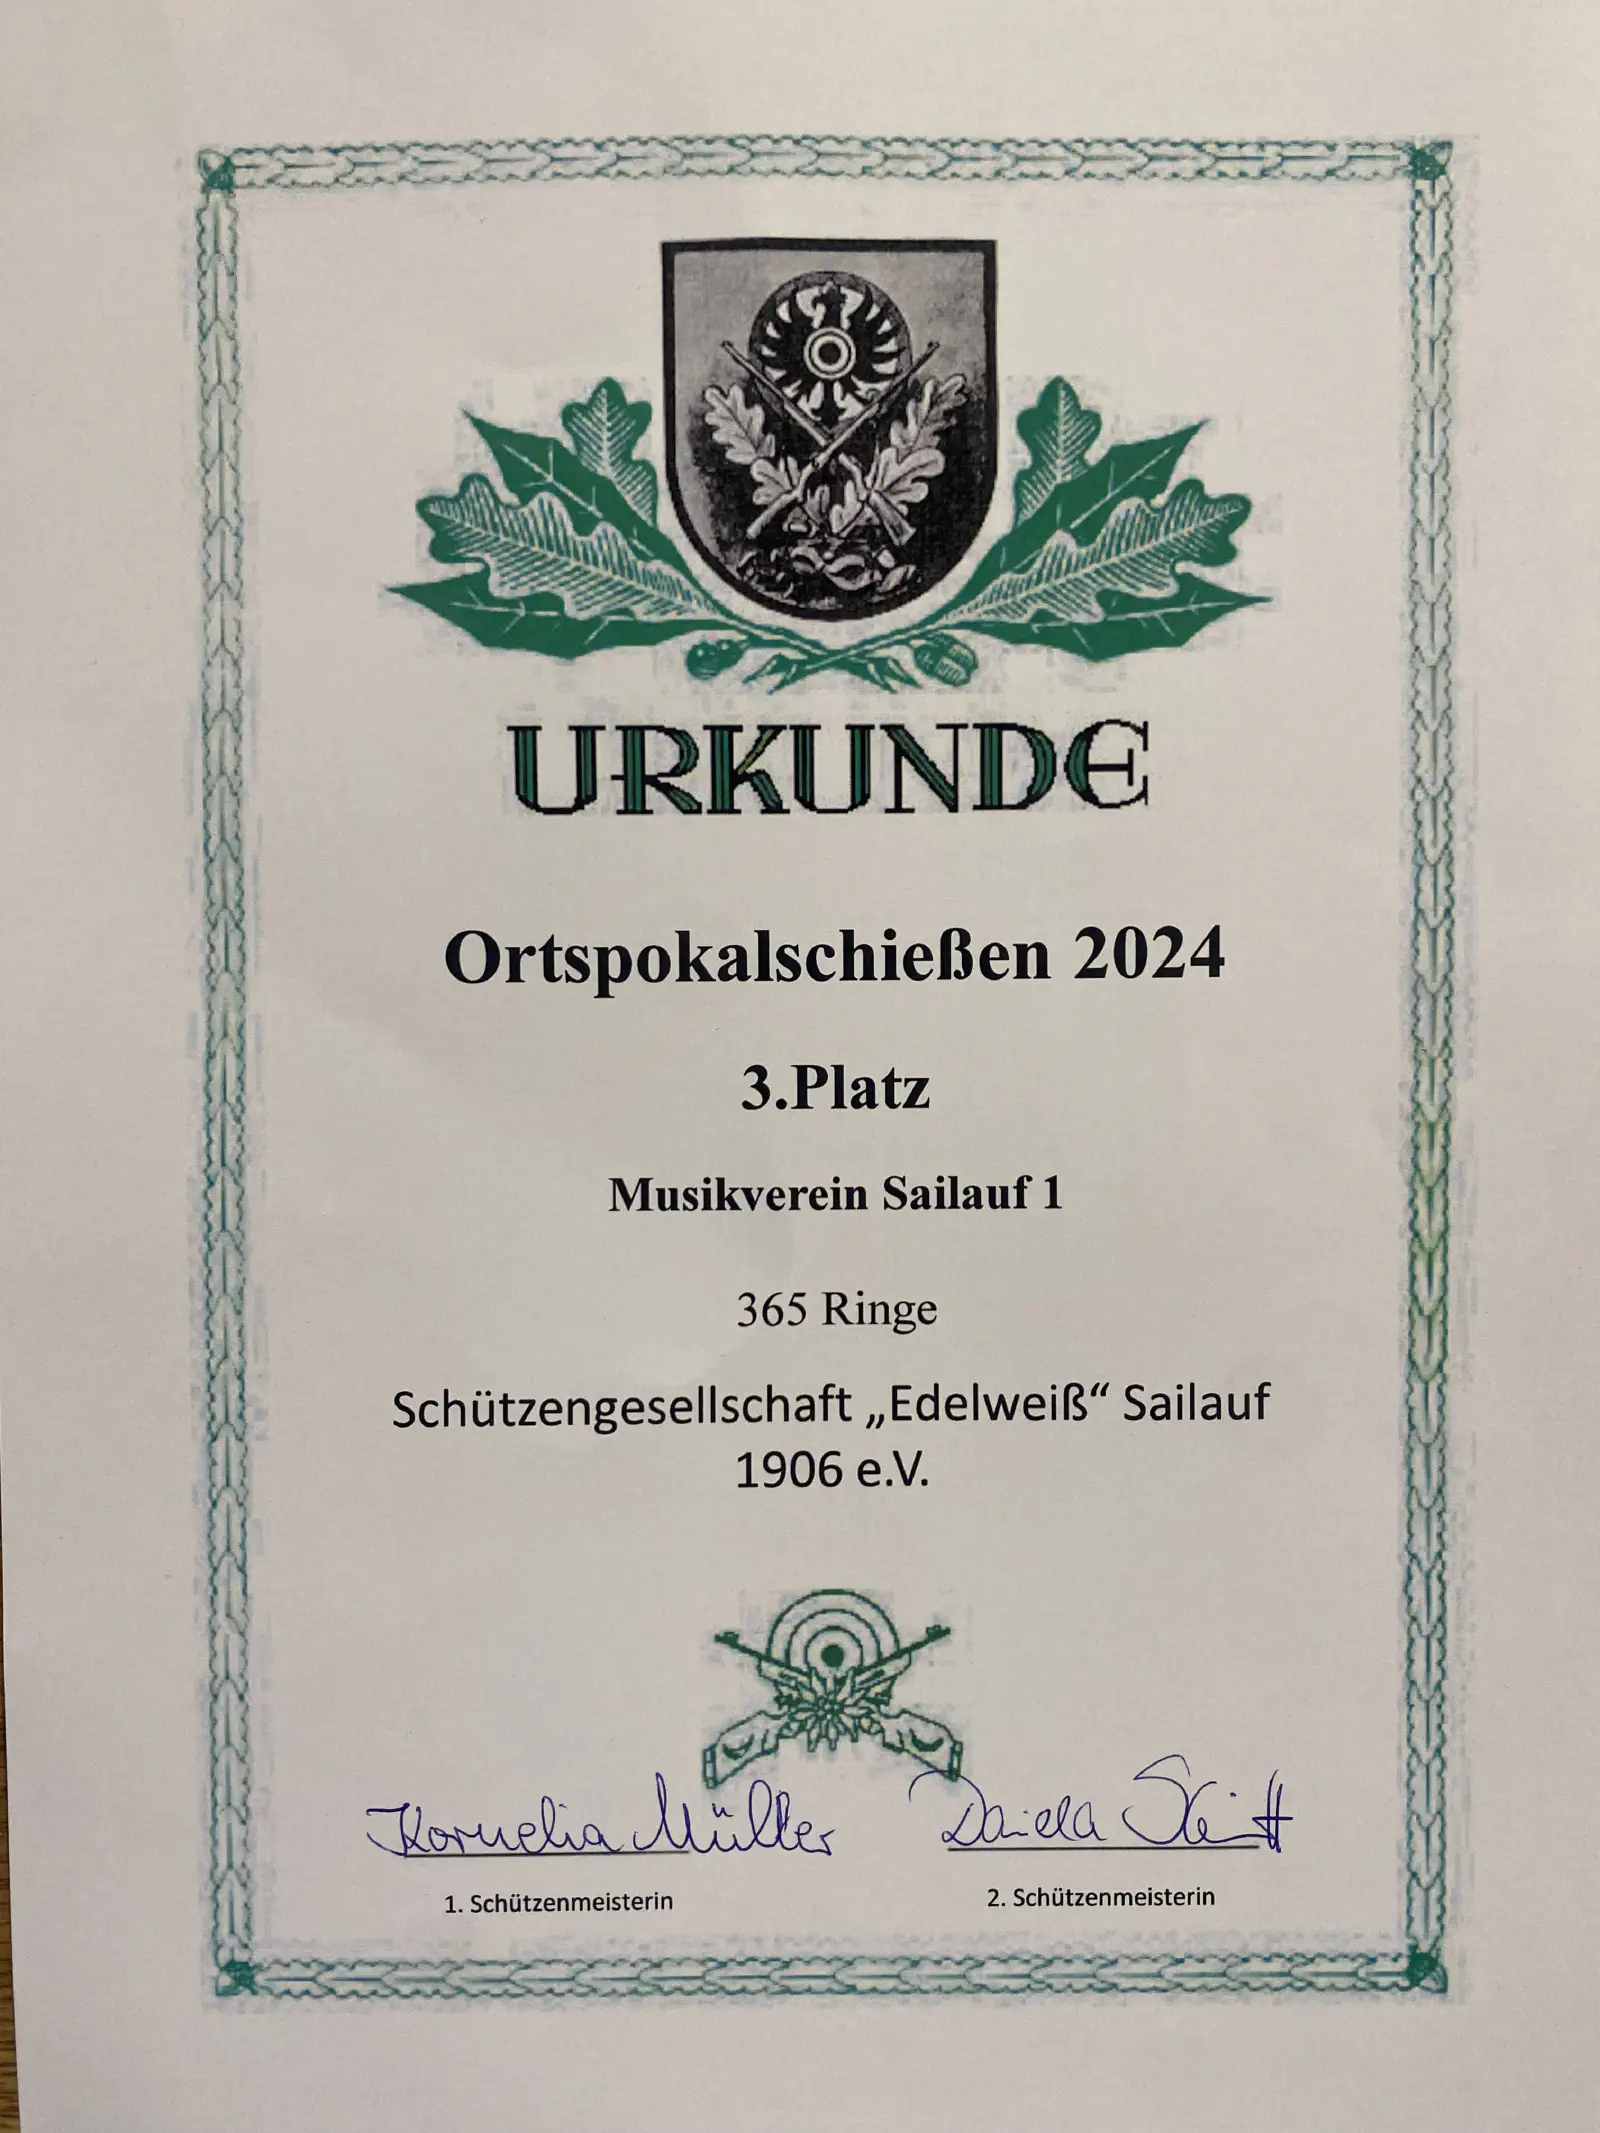 URKUNDE
Ortspokalschießen 2024
3.Platz
Musikverein Sailauf 1
365 Ringe
Schützengesellschaft „Edelweiß“ Sailauf
1906 e.V.
Kornelia Müller
Daniela
1. Schützenmeisterin
2. Schützenmeisterin